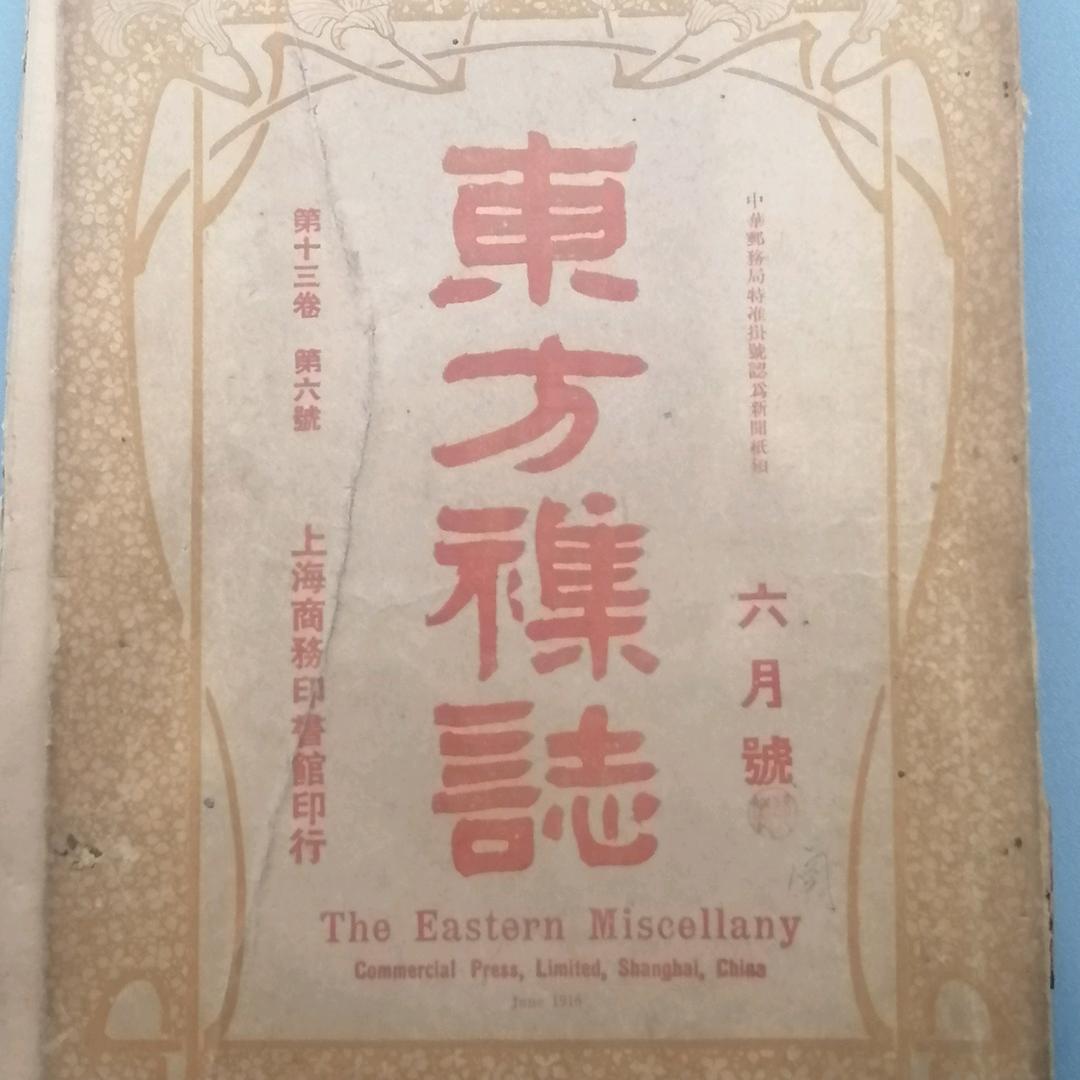 中華郵務局特准掛號認爲新聞紙類
六月號
東方襍誌
第十三卷 第六號
上海商務印書館印行
The Eastern Miscellany
Commercial Press, Limited, Shanghai, China
June 1916